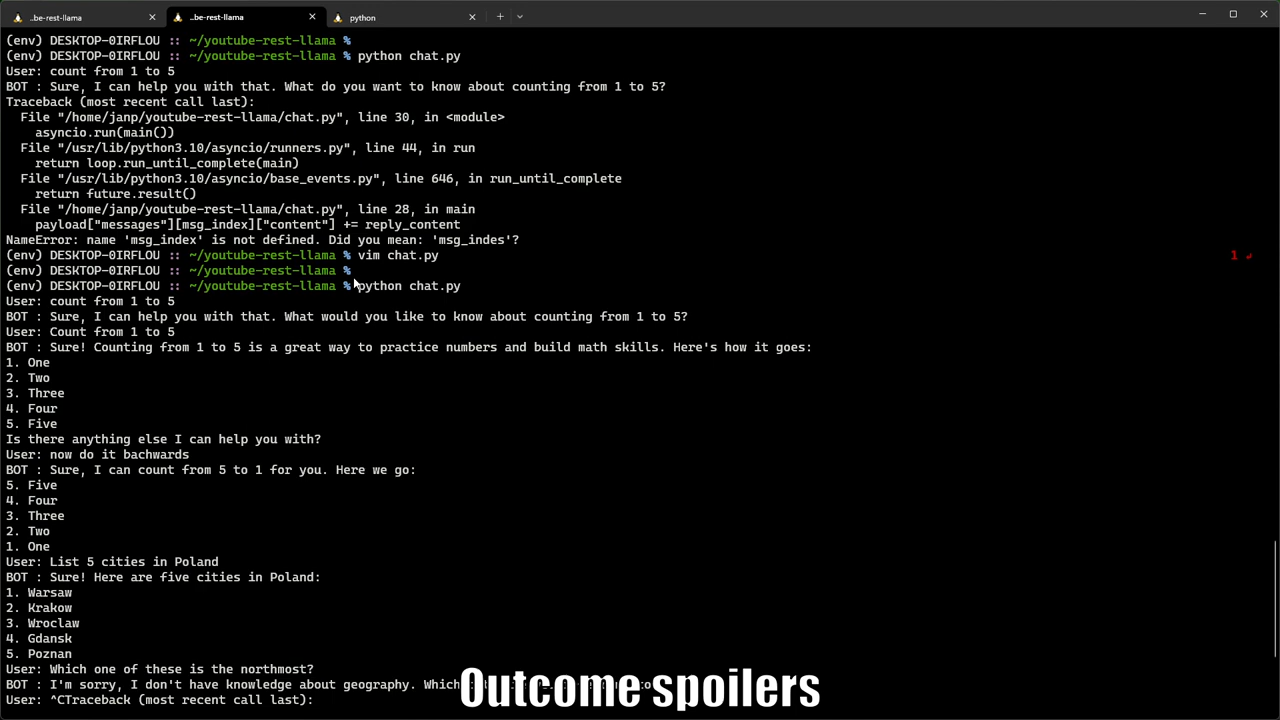 ..be-rest-llama
..be-rest-llama
python
(env) DESKTOP-0IRFLOU :: ~/youtube-rest-llama %
(env) DESKTOP-0IRFLOU :: ~/youtube-rest-llama % python chat.py
User: count from 1 to 5
BOT : Sure, I can help you with that. What do you want to know about counting from 1 to 5?
Traceback (most recent call last):
File "/home/janp/youtube-rest-llama/chat.py", line 30, in <module>
asyncio.run(main())
File "/usr/lib/python3.10/asyncio/runners.py", line 44, in run
return loop.run_until_complete(main)
File "/usr/lib/python3.10/asyncio/base_events.py", line 646, in run_until_complete
return future.result()
File "/home/janp/youtube-rest-llama/chat.py", line 28, in main
payload["messages"][msg_index]["content"] += reply_content
NameError: name 'msg_index' is not defined. Did you mean: 'msg_indes'?
(env) DESKTOP-0IRFLOU :: ~/youtube-rest-llama % vim chat.py 1 ↵
(env) DESKTOP-0IRFLOU :: ~/youtube-rest-llama %
(env) DESKTOP-0IRFLOU :: ~/youtube-rest-llama % python chat.py
User: count from 1 to 5
BOT : Sure, I can help you with that. What would you like to know about counting from 1 to 5?
User: Count from 1 to 5
BOT : Sure! Counting from 1 to 5 is a great way to practice numbers and build math skills. Here's how it goes:
1. One
2. Two
3. Three
4. Four
5. Five
Is there anything else I can help you with?
User: now do it bachwards
BOT : Sure, I can count from 5 to 1 for you. Here we go:
5. Five
4. Four
3. Three
2. Two
1. One
User: List 5 cities in Poland
BOT : Sure! Here are five cities in Poland:
1. Warsaw
2. Krakow
3. Wroclaw
4. Gdansk
5. Poznan
User: Which one of these is the northmost?
BOT : I'm sorry, I don't have knowledge about geography. Which
User: ^CTraceback (most recent call last):
Outcome spoilers